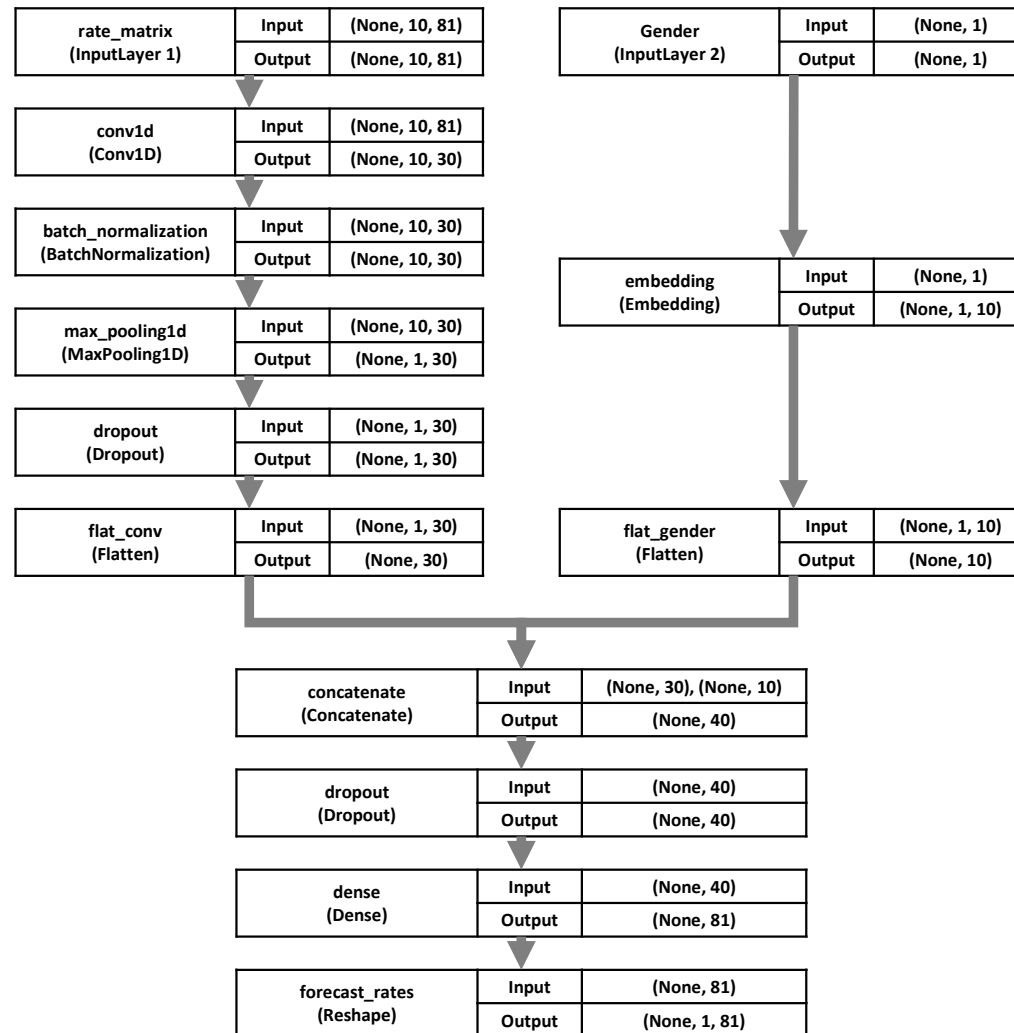 rate_matrix
(InputLayer 1)
Input
(None, 10, 81)
Output
(None, 10, 81)
Gender
(InputLayer 2)
Input
(None, 1)
Output
(None, 1)
conv1d
(Conv1D)
Input
(None, 10, 81)
Output
(None, 10, 30)
batch_normalization
(BatchNormalization)
Input
(None, 10, 30)
Output
(None, 10, 30)
embedding
(Embedding)
Input
(None, 1)
Output
(None, 1, 10)
max_pooling1d
(MaxPooling1D)
Input
(None, 10, 30)
Output
(None, 1, 30)
dropout
(Dropout)
Input
(None, 1, 30)
Output
(None, 1, 30)
flat_conv
(Flatten)
Input
(None, 1, 30)
Output
(None, 30)
flat_gender
(Flatten)
Input
(None, 1, 10)
Output
(None, 10)
concatenate
(Concatenate)
Input
(None, 30), (None, 10)
Output
(None, 40)
dropout
(Dropout)
Input
(None, 40)
Output
(None, 40)
dense
(Dense)
Input
(None, 40)
Output
(None, 81)
forecast_rates
(Reshape)
Input
(None, 81)
Output
(None, 1, 81)